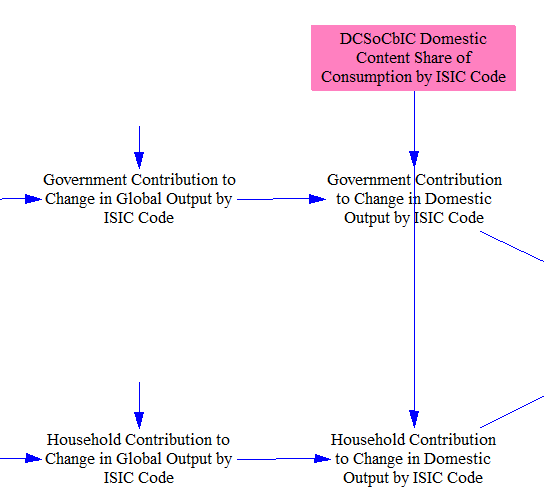 DCSoCbIC Domestic
Content Share of
Consumption by ISIC Code
Government Contribution to
Change in Global Output by
ISIC Code
Government Contribution
to Change in Domestic
Output by ISIC Code
Household Contribution to
Change in Global Output by
ISIC Code
Household Contribution
to Change in Domestic
Output by ISIC Code